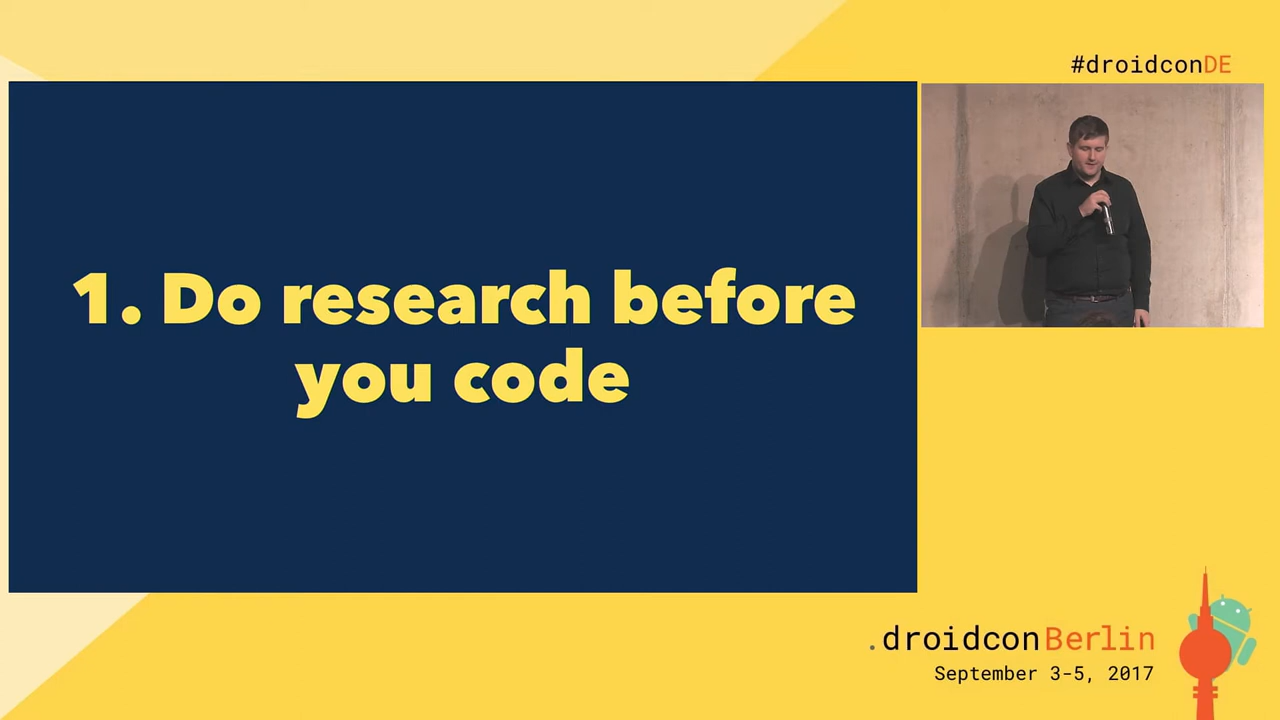 #droidconDE
1. Do research before
you code
.droidconBerlin
September 3-5, 2017